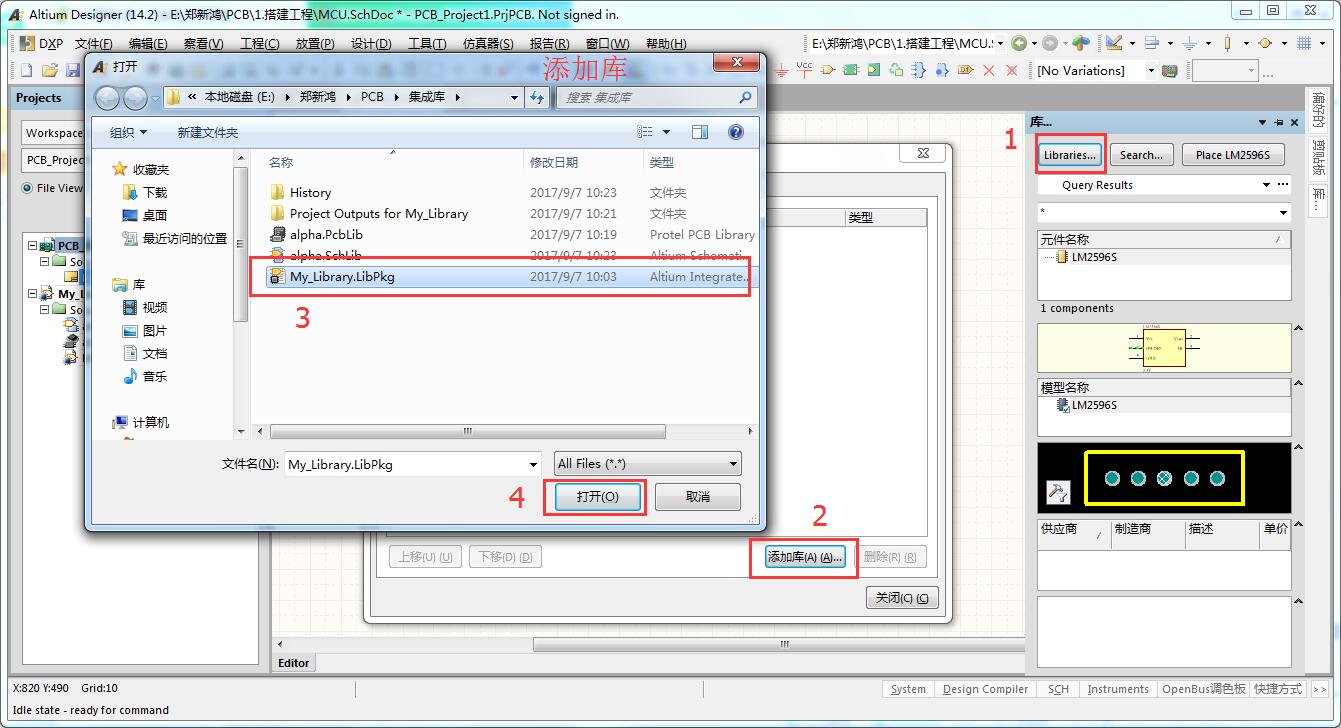 Altium Designer (14.2) - E:\郑新鸿\PCB\1.搭建工程\MCU.SchDoc * - PCB_Project1.PrjPCB. Not signed in.
DXP 文件(F) 编辑(E) 察看(V) 工程(C) 放置(P) 设计(D) 工具(T) 仿真器(S) 报告(R) 窗口(W) 帮助(H) E:\郑新鸿\PCB\1.搭建工程\MCU.
打开
添加库
Vcc
[No Variations]
...
Projects
« 本地磁盘 (E:) 郑新鸿 PCB 集成库
搜索 集成库
库...
偏好的
剪贴板
库...
组织 新建文件夹
Workspace
PCB_Projec
File View
1
Libraries...
Search...
Place LM2596S
Query Results
...
*
收藏夹
下载
桌面
最近访问的位置
库
视频
图片
文档
音乐
计算机
名称 修改日期 类型
History 2017/9/7 10:23 文件夹
Project Outputs for My_Library 2017/9/7 10:21 文件夹
alpha.PcbLib 2017/9/7 10:19 Protel PCB Library
alpha.SchLib 2017/9/7 10:23 Altium Schemati...
My_Library.LibPkg 2017/9/7 10:03 Altium Integrate...
3
PCB_
So
My_L
So
类型
元件名称
LM2596S
1 components
模型名称
LM2596S
文件名(N): My_Library.LibPkg
All Files (*.*)
4
打开(O)
取消
2
上移(U) (U)
下移(D) (D)
添加库(A) (A)...
删除(R) (R)
关闭(C) (C)
供应商 制造商 描述 单价
Editor
X:820 Y:490 Grid:10
System Design Compiler SCH Instruments OpenBus调色板 快捷方式 >>
Idle state - ready for command